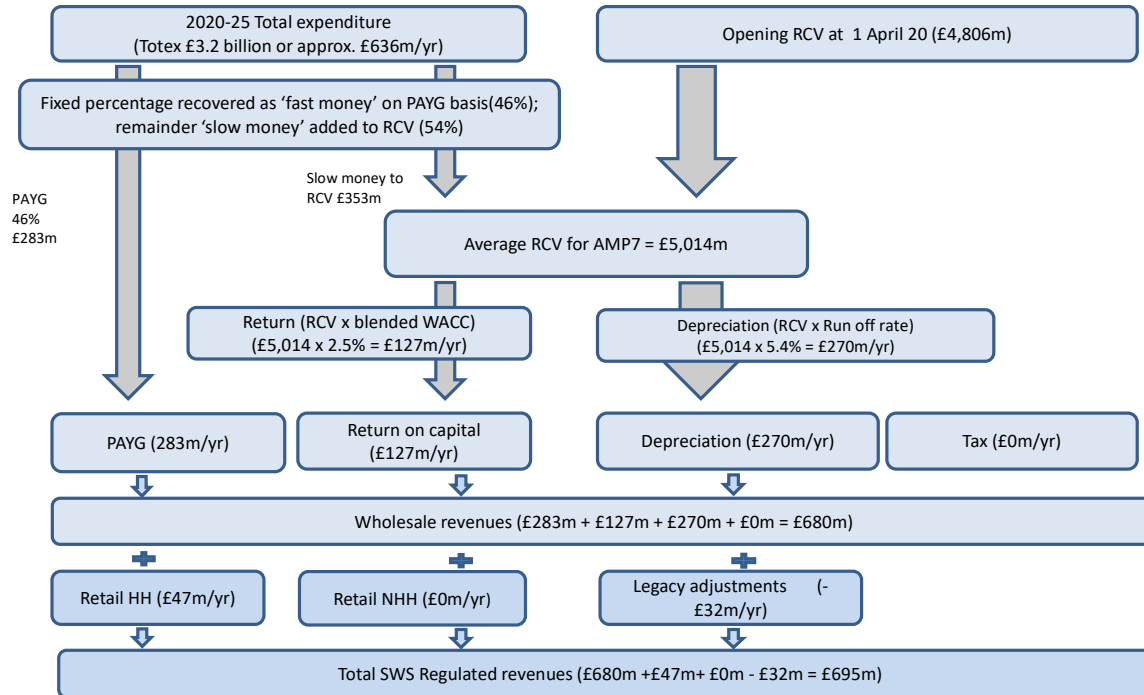 2020-25 Total expenditure
(Totex £3.2 billion or approx. £636m/yr)
Opening RCV at 1 April 20 (£4,806m)
Fixed percentage recovered as ‘fast money’ on PAYG basis(46%);
remainder ‘slow money’ added to RCV (54%)
PAYG
46%
£283m
Slow money to
RCV £353m
Average RCV for AMP7 = £5,014m
Return (RCV x blended WACC)
(£5,014 x 2.5% = £127m/yr)
Depreciation (RCV x Run off rate)
(£5,014 x 5.4% = £270m/yr)
PAYG (283m/yr)
Return on capital
(£127m/yr)
Depreciation (£270m/yr)
Tax (£0m/yr)
Wholesale revenues (£283m + £127m + £270m + £0m = £680m)
Retail HH (£47m/yr)
Retail NHH (£0m/yr)
Legacy adjustments (-
£32m/yr)
Total SWS Regulated revenues (£680m +£47m+ £0m - £32m = £695m)